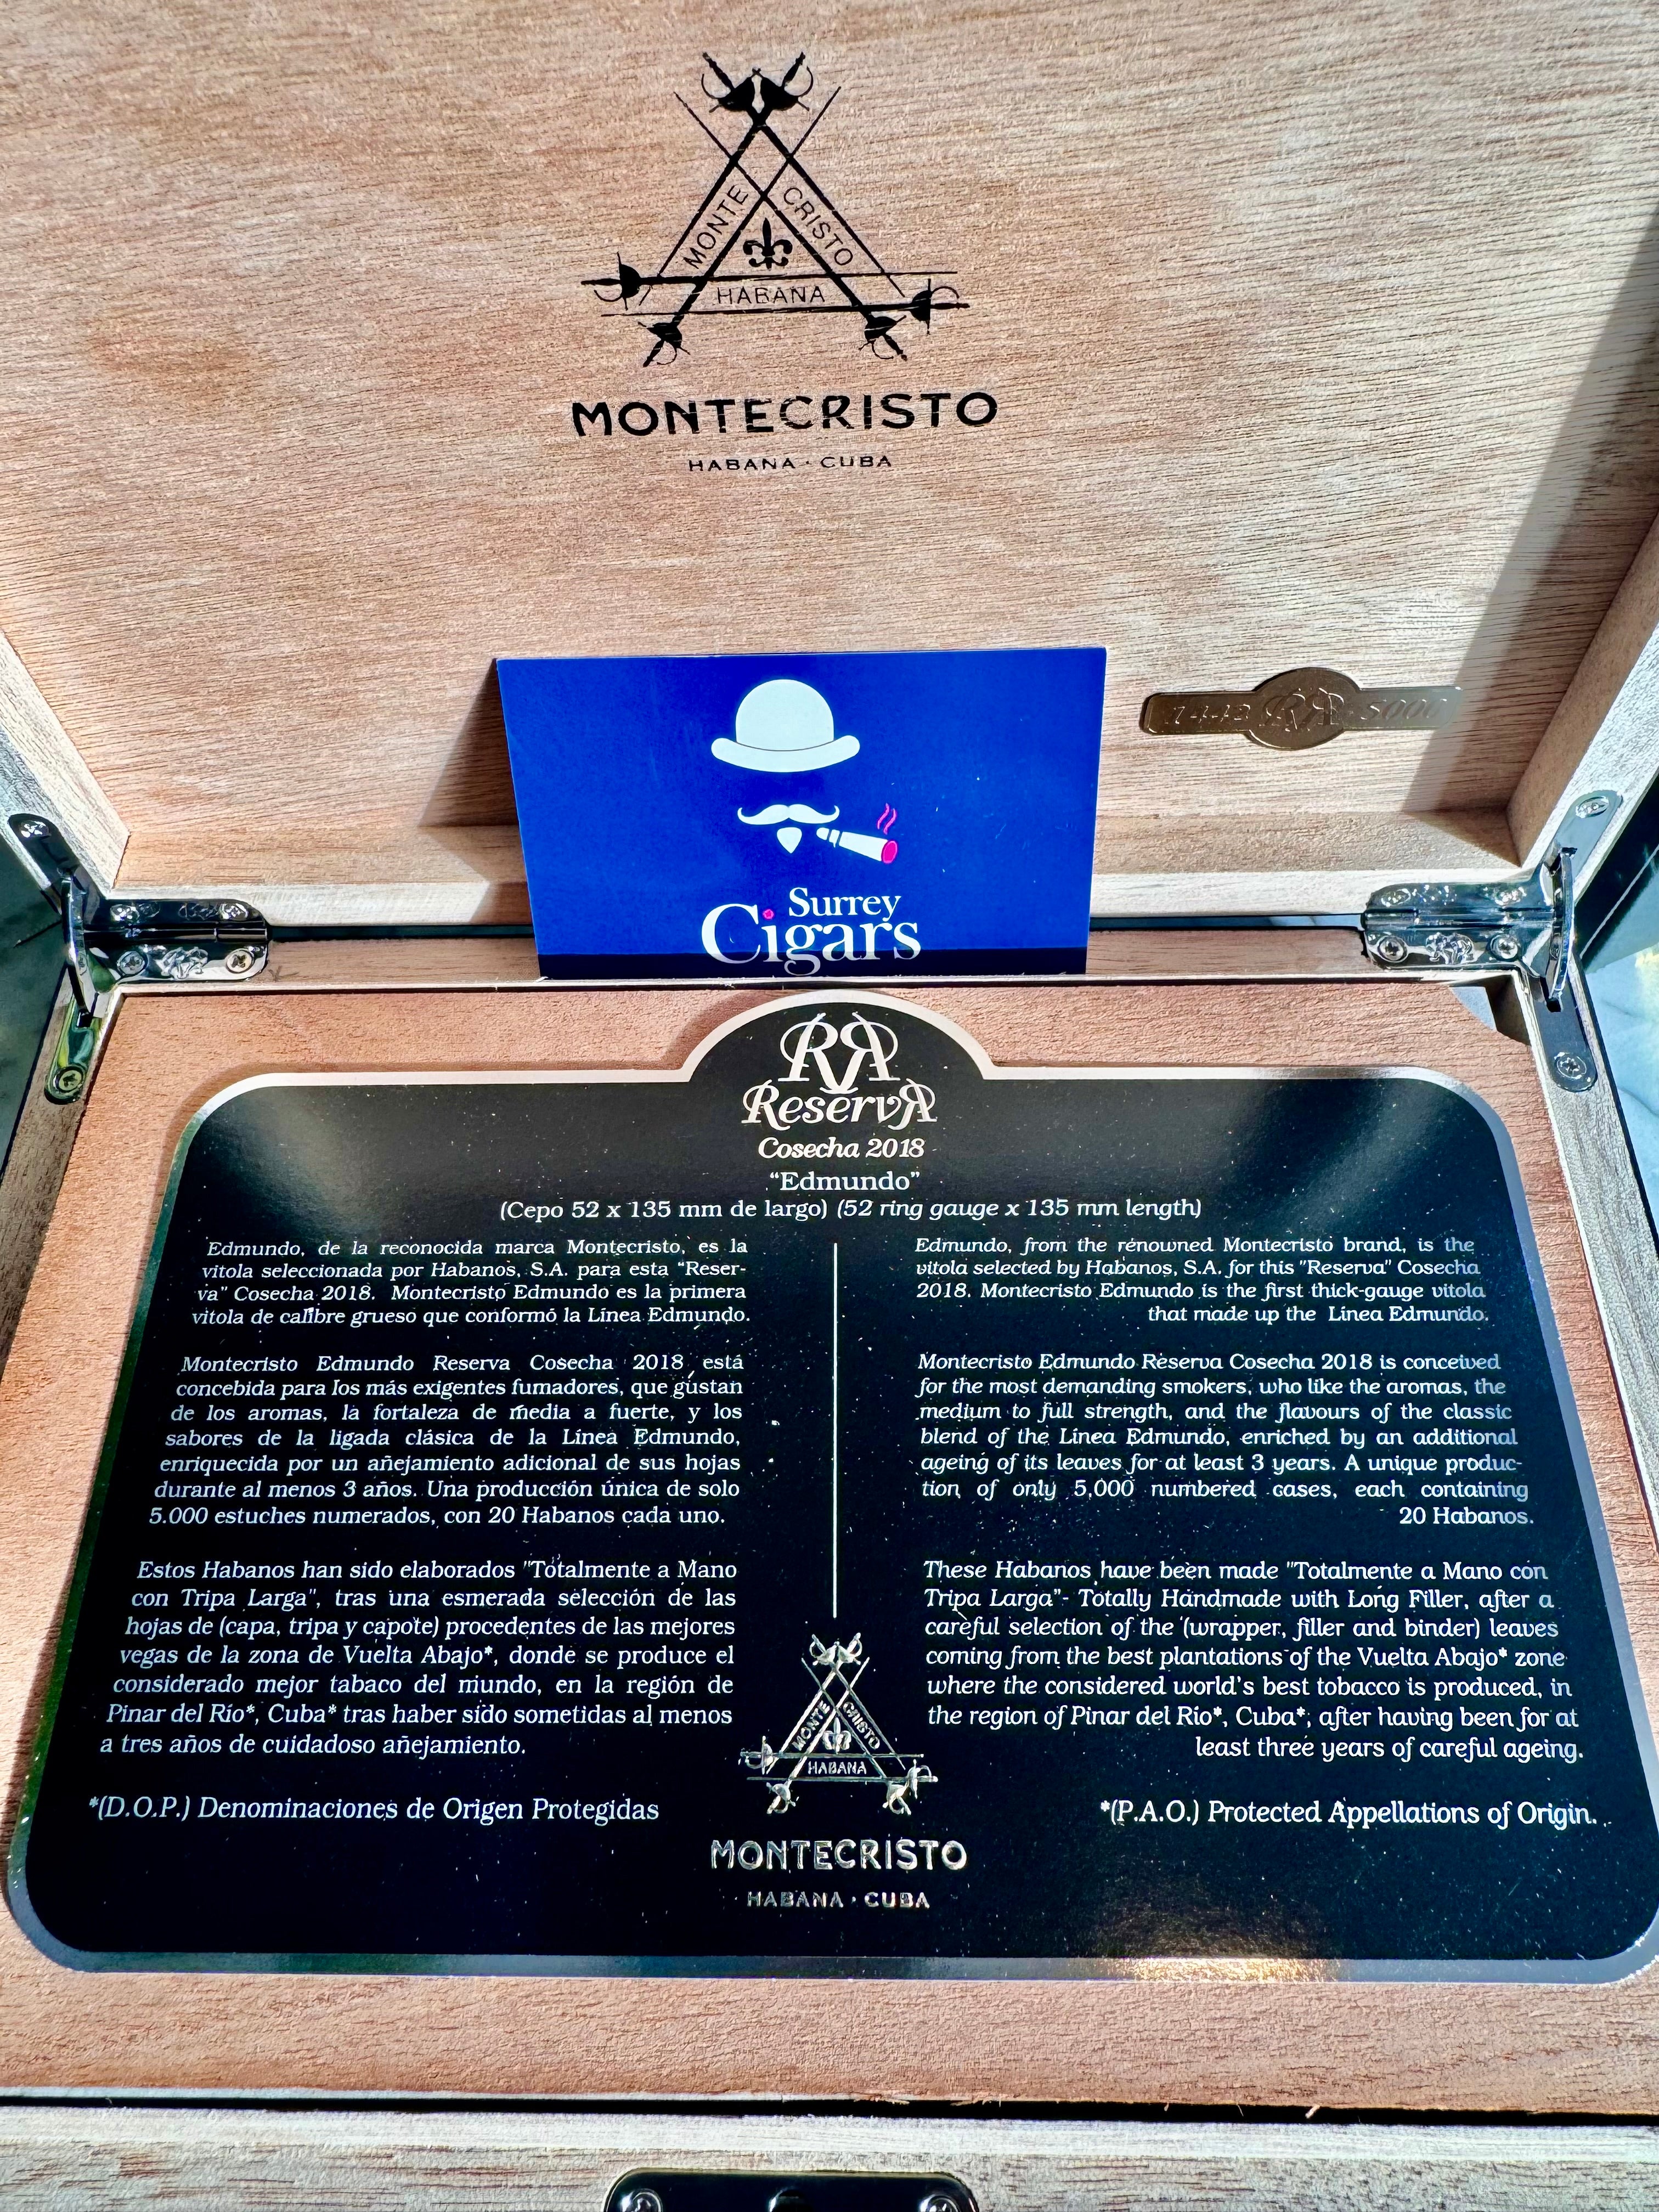 MONTE
CRISTO
HABANA
MONTECRISTO
HABANA · CUBA
5000
Surrey
Cigars
ReservA
Cosecha 2018
“Edmundo”
(Cepo 52 x 135 mm de largo) (52 ring gauge x 135 mm length)
Edmundo, de la reconocida marca Montecristo, es la
vitola seleccionada por Habanos, S.A. para esta “Reser-
va” Cosecha 2018. Montecristo Edmundo es la primera
vitola de calibre grueso que conformó la Línea Edmundo.
Montecristo Edmundo Reserva Cosecha 2018 está
concebida para los más exigentes fumadores, que gustan
de los aromas, la fortaleza de media a fuerte, y los
sabores de la ligada clásica de la Línea Edmundo,
enriquecida por un añejamiento adicional de sus hojas
durante al menos 3 años. Una producción única de solo
5.000 estuches numerados, con 20 Habanos cada uno.
Estos Habanos han sido elaborados "Totalmente a Mano
con Tripa Larga", tras una esmerada selección de las
hojas de (capa, tripa y capote) procedentes de las mejores
vegas de la zona de Vuelta Abajo*, donde se produce el
considerado mejor tabaco del mundo, en la región de
Pinar del Río*, Cuba* tras haber sido sometidas al menos
a tres años de cuidadoso añejamiento.
*(D.O.P.) Denominaciones de Origen Protegidas
Edmundo, from the renowned Montecristo brand, is the
vitola selected by Habanos, S.A. for this "Reserva" Cosecha
2018. Montecristo Edmundo is the first thick-gauge vitola
that made up the Línea Edmundo.
Montecristo Edmundo Reserva Cosecha 2018 is conceived
for the most demanding smokers, who like the aromas, the
medium to full strength, and the flavours of the classic
blend of the Línea Edmundo, enriched by an additional
ageing of its leaves for at least 3 years. A unique produc-
tion of only 5,000 numbered cases, each containing
20 Habanos.
These Habanos have been made "Totalmente a Mano con
Tripa Larga"- Totally Handmade with Long Filler, after a
careful selection of the (wrapper, filler and binder) leaves
coming from the best plantations of the Vuelta Abajo* zone
where the considered world's best tobacco is produced, in
the region of Pinar del Río*, Cuba*; after having been for at
least three years of careful ageing.
*(P.A.O.) Protected Appellations of Origin.
MONTE
CRISTO
HABANA
MONTECRISTO
HABANA · CUBA